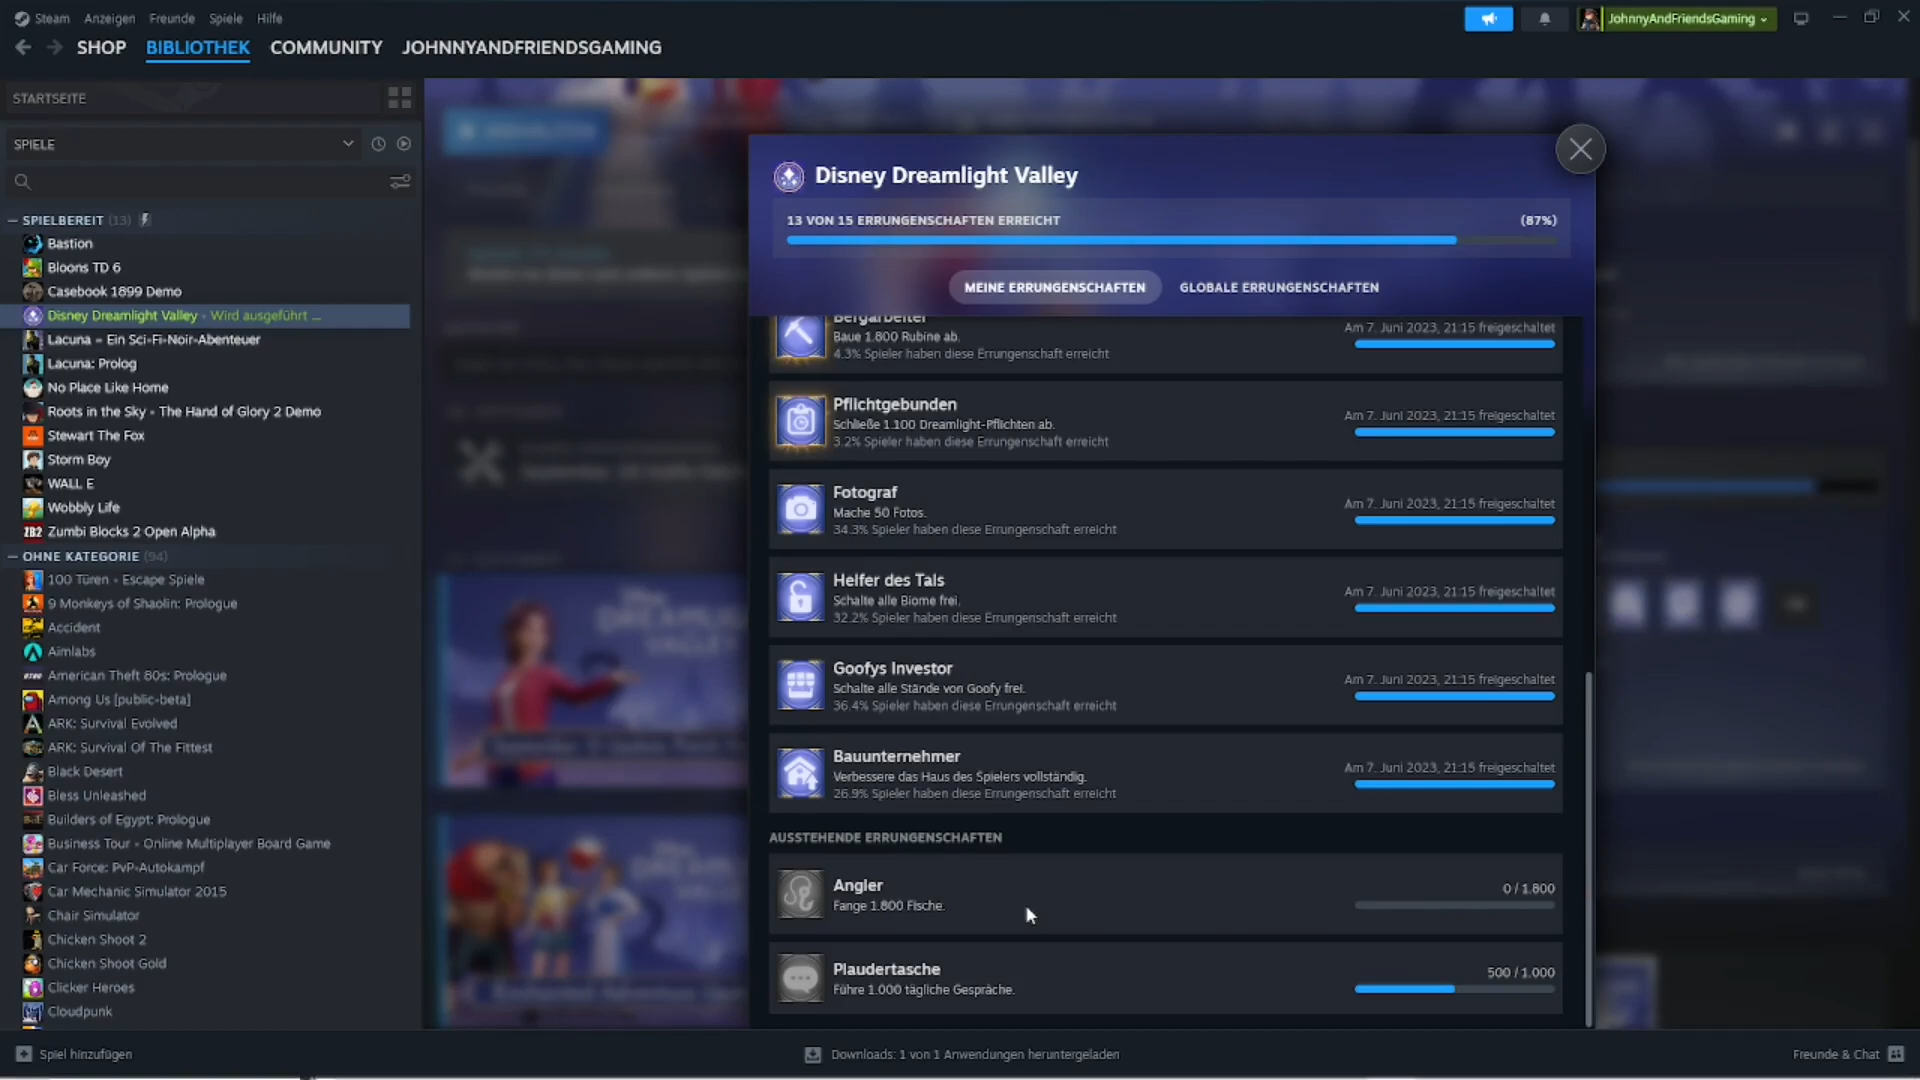 Steam Anzeigen Freunde Spiele Hilfe
JohnnyAndFriendsGaming
SHOP BIBLIOTHEK COMMUNITY JOHNNYANDFRIENDSGAMING
STARTSEITE
SPIELE
SPIELBEREIT (13)
Bastion
Bloons TD 6
Casebook 1899 Demo
Disney Dreamlight Valley - Wird ausgeführt ...
Lacuna – Ein Sci-Fi-Noir-Abenteuer
Lacuna: Prolog
No Place Like Home
Roots in the Sky - The Hand of Glory 2 Demo
Stewart The Fox
Storm Boy
WALL E
Wobbly Life
Zumbi Blocks 2 Open Alpha
OHNE KATEGORIE (94)
100 Türen - Escape Spiele
9 Monkeys of Shaolin: Prologue
Accident
Aimlabs
American Theft 80s: Prologue
Among Us [public-beta]
ARK: Survival Evolved
ARK: Survival Of The Fittest
Black Desert
Bless Unleashed
Builders of Egypt: Prologue
Business Tour - Online Multiplayer Board Game
Car Force: PvP-Autokampf
Car Mechanic Simulator 2015
Chair Simulator
Chicken Shoot 2
Chicken Shoot Gold
Clicker Heroes
Cloudpunk
Disney Dreamlight Valley
13 VON 15 ERRUNGENSCHAFTEN ERREICHT (87%)
MEINE ERRUNGENSCHAFTEN GLOBALE ERRUNGENSCHAFTEN
Bergarbeiter
Baue 1.800 Rubine ab.
4.3% Spieler haben diese Errungenschaft erreicht
Am 7. Juni 2023, 21:15 freigeschaltet
Pflichtgebunden
Schließe 1.100 Dreamlight-Pflichten ab.
3.2% Spieler haben diese Errungenschaft erreicht
Am 7. Juni 2023, 21:15 freigeschaltet
Fotograf
Mache 50 Fotos.
34.3% Spieler haben diese Errungenschaft erreicht
Am 7. Juni 2023, 21:15 freigeschaltet
Helfer des Tals
Schalte alle Biome frei.
32.2% Spieler haben diese Errungenschaft erreicht
Am 7. Juni 2023, 21:15 freigeschaltet
Goofys Investor
Schalte alle Stände von Goofy frei.
36.4% Spieler haben diese Errungenschaft erreicht
Am 7. Juni 2023, 21:15 freigeschaltet
Bauunternehmer
Verbessere das Haus des Spielers vollständig.
26.9% Spieler haben diese Errungenschaft erreicht
Am 7. Juni 2023, 21:15 freigeschaltet
AUSSTEHENDE ERRUNGENSCHAFTEN
Angler
Fange 1.800 Fische.
0 / 1.800
Plaudertasche
Führe 1.000 tägliche Gespräche.
500 / 1.000
Spiel hinzufügen
Downloads: 1 von 1 Anwendungen heruntergeladen
Freunde & Chat